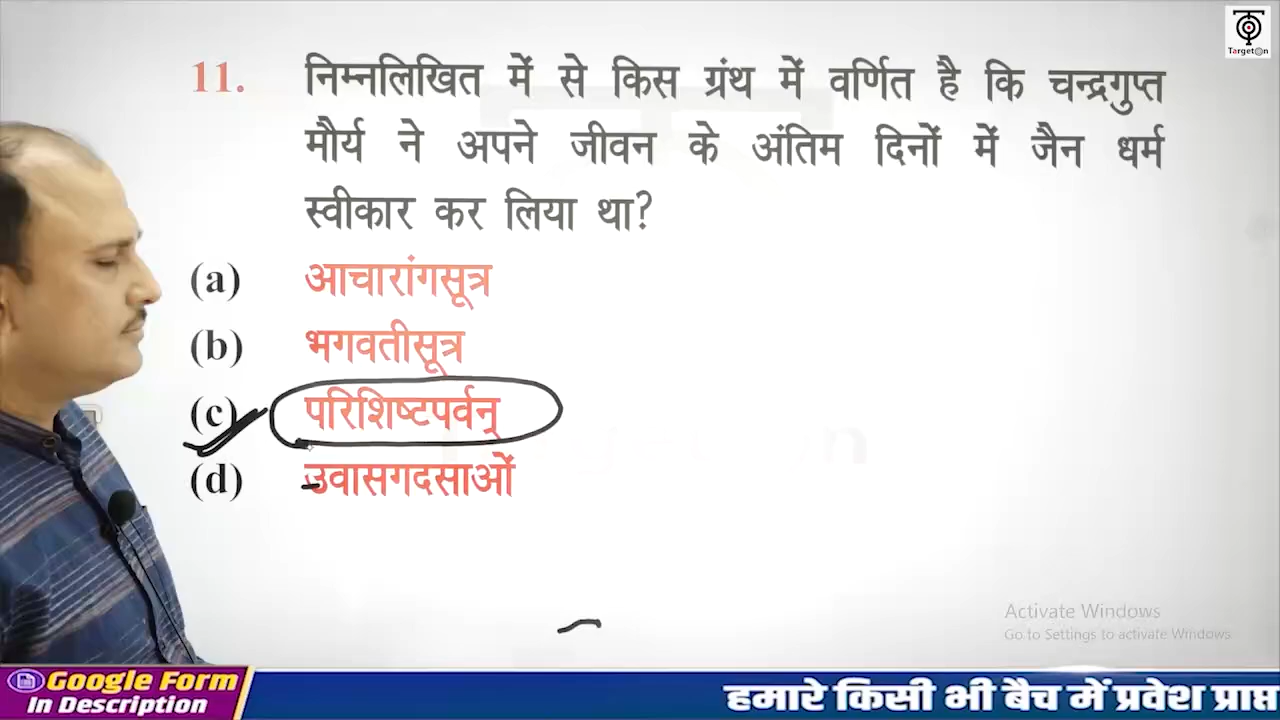 TargetOn
11. निम्नलिखित में से किस ग्रंथ में वर्णित है कि चन्द्रगुप्त
मौर्य ने अपने जीवन के अंतिम दिनों में जैन धर्म
स्वीकार कर लिया था?
(a) आचारांगसूत्र
(b) भगवतीसूत्र
(c) परिशिष्टपर्वन्
(d) उवासगदसाओं
Activate Windows
Go to Settings to activate Windows.
Google Form
In Description
हमारे किसी भी बैच में प्रवेश प्राप्त